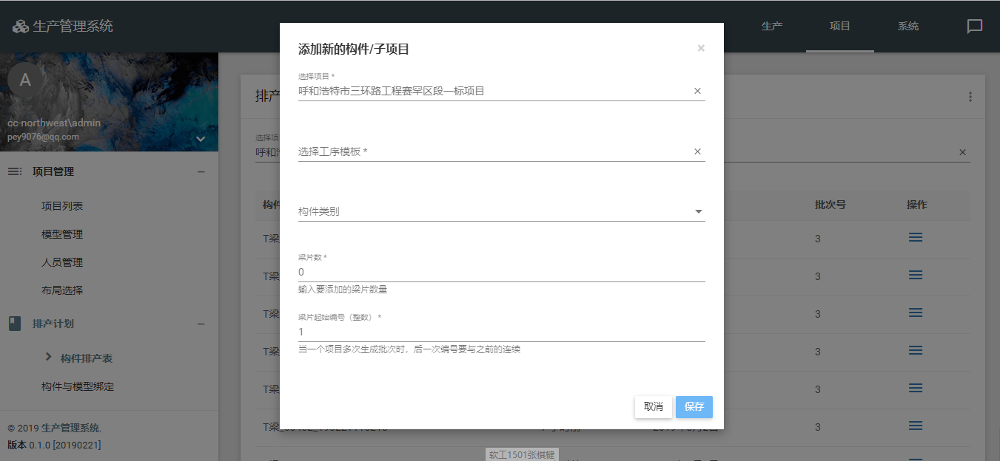 生产管理系统
生产
项目
系统
A
cc-northwest\admin
pey9076@qq.com
项目管理
项目列表
模型管理
人员管理
布局选择
排产计划
构件排产表
构件与模型绑定
© 2019 生产管理系统.
版本 0.1.0 [20190221]
排产
选择项
呼和
构件
批次号
操作
T梁
3
T梁
3
T梁
3
T梁
3
T梁
3
3
添加新的构件/子项目
×
选择项目 *
呼和浩特市三环路工程赛罕区段一标项目
选择工序模板 *
构件类别
梁片数 *
0
输入要添加的梁片数量
梁片起始编号（整数） *
1
当一个项目多次生成批次时，后一次编号要与之前的连续
取消
保存
软工1501张棋楗